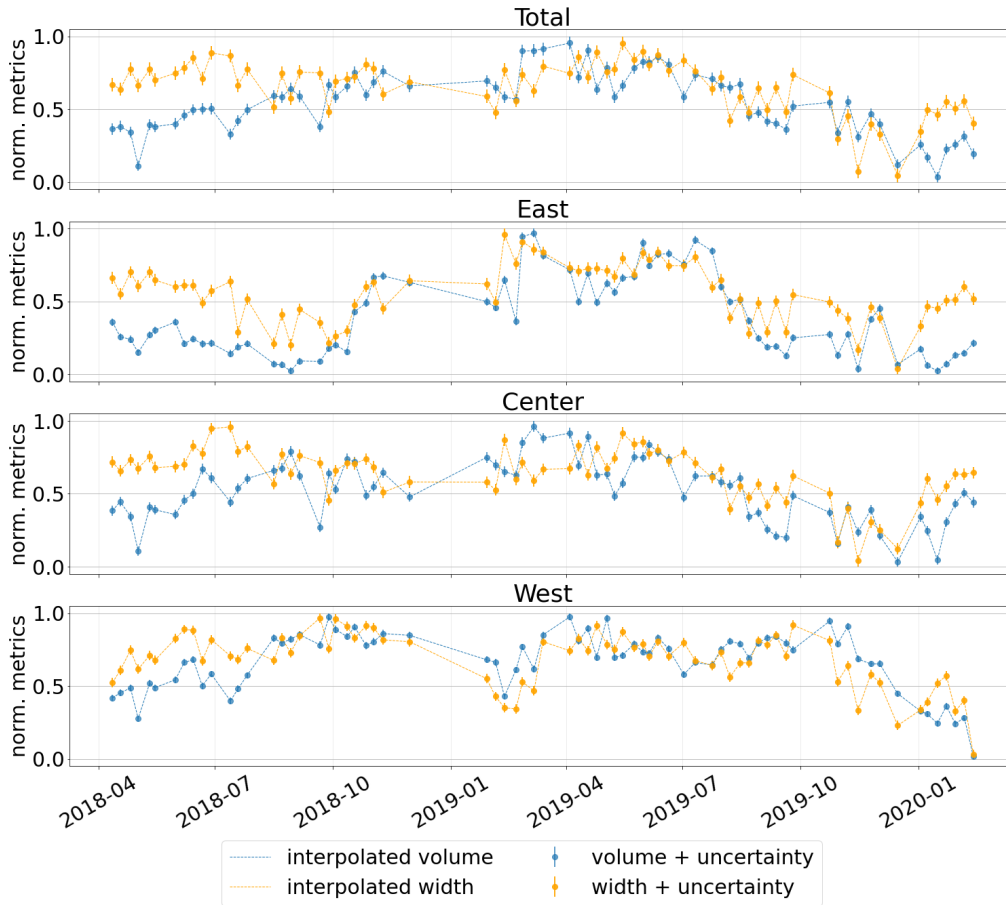 Total
norm. metrics
1.0
0.5
0.0
East
norm. metrics
1.0
0.5
0.0
Center
norm. metrics
1.0
0.5
0.0
West
norm. metrics
1.0
0.5
0.0
2018-04 2018-07 2018-10 2019-01 2019-04 2019-07 2019-10 2020-01
interpolated volume volume + uncertainty
interpolated width width + uncertainty